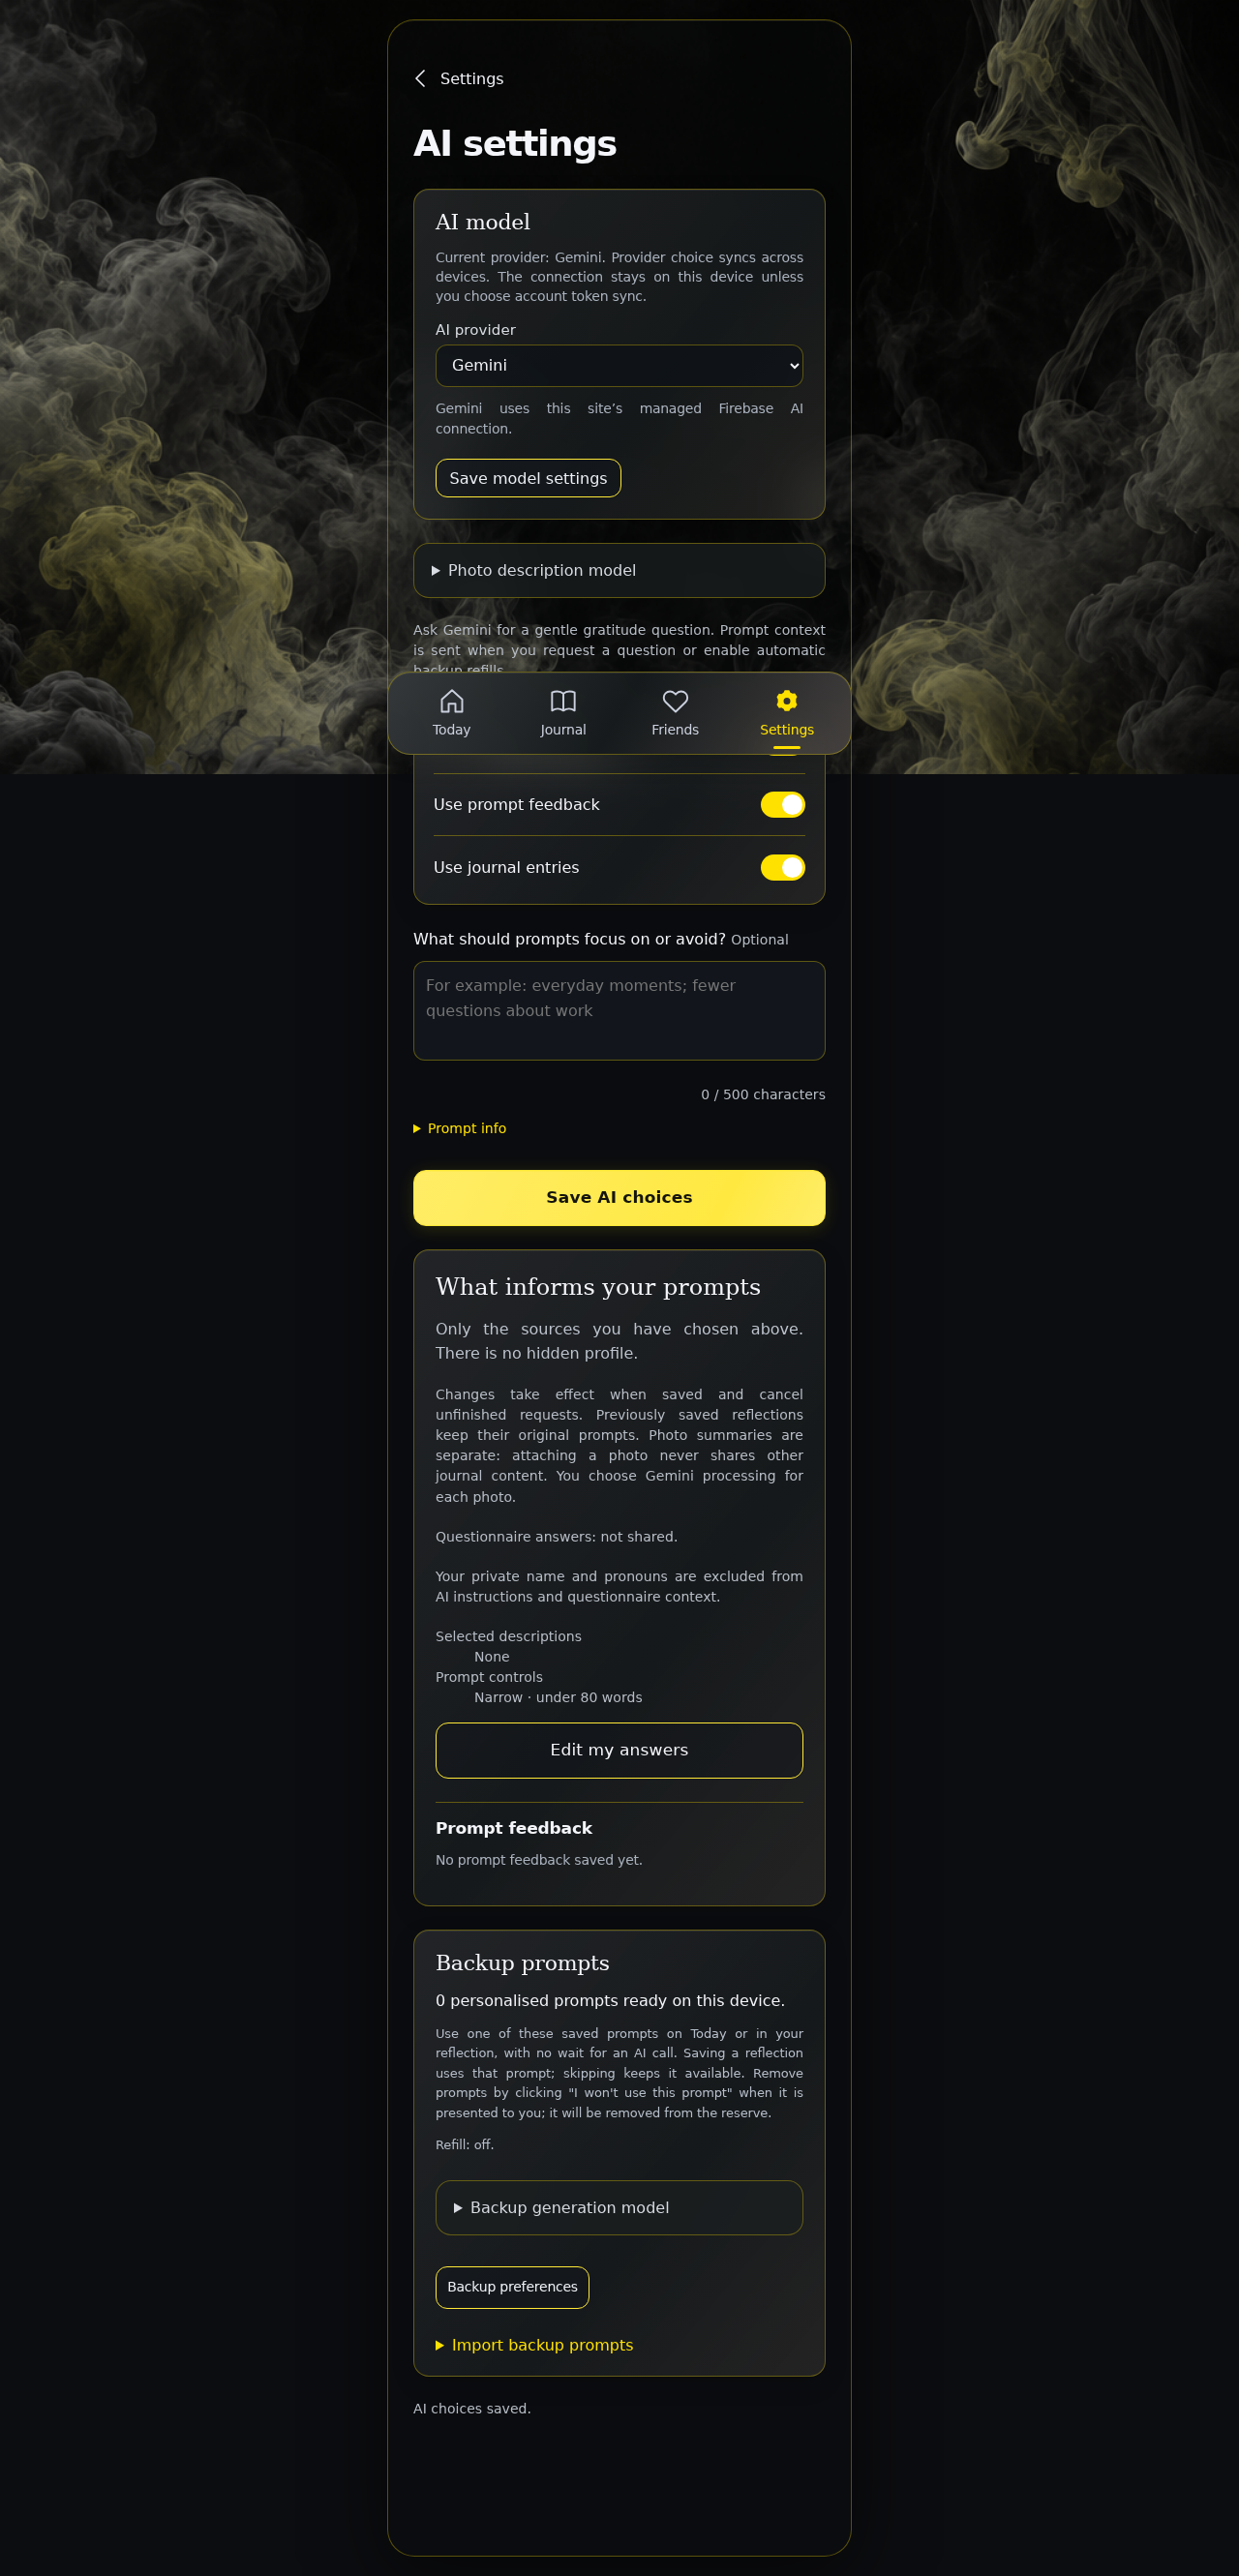 Settings
AI settings
AI model
Current provider: Gemini. Provider choice syncs across
devices. The connection stays on this device unless
you choose account token sync.
AI provider
Gemini
Gemini uses this site’s managed Firebase AI
connection.
Save model settings
Photo description model
Ask Gemini for a gentle gratitude question. Prompt context
is sent when you request a question or enable automatic
backup refills.
Today
Journal
Friends
Settings
Use prompt feedback
Use journal entries
What should prompts focus on or avoid? Optional
For example: everyday moments; fewer
questions about work
0 / 500 characters
Prompt info
Save AI choices
What informs your prompts
Only the sources you have chosen above.
There is no hidden profile.
Changes take effect when saved and cancel
unfinished requests. Previously saved reflections
keep their original prompts. Photo summaries are
separate: attaching a photo never shares other
journal content. You choose Gemini processing for
each photo.
Questionnaire answers: not shared.
Your private name and pronouns are excluded from
AI instructions and questionnaire context.
Selected descriptions
None
Prompt controls
Narrow · under 80 words
Edit my answers
Prompt feedback
No prompt feedback saved yet.
Backup prompts
0 personalised prompts ready on this device.
Use one of these saved prompts on Today or in your
reflection, with no wait for an AI call. Saving a reflection
uses that prompt; skipping keeps it available. Remove
prompts by clicking "I won't use this prompt" when it is
presented to you; it will be removed from the reserve.
Refill: off.
Backup generation model
Backup preferences
Import backup prompts
AI choices saved.